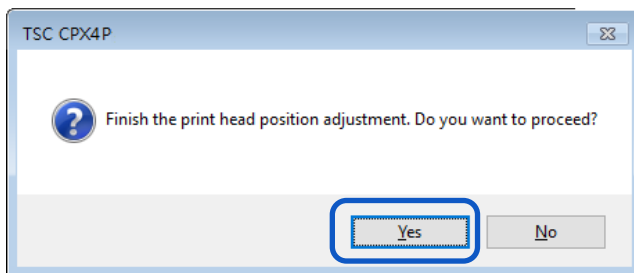 TSC CPX4P
Finish the print head position adjustment. Do you want to proceed?
Yes
No